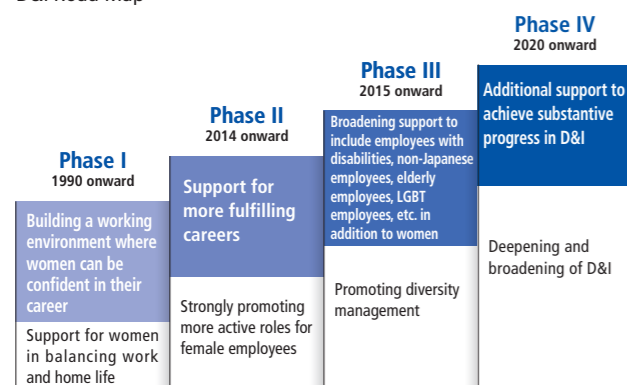 D&I Road Map
Phase IV
2020 onward
Additional support to
achieve substantive
progress in D&I
Deepening and
broadening of D&I
Phase III
2015 onward
Broadening support to
include employees with
disabilities, non-Japanese
employees, elderly
employees, LGBT
employees, etc. in
addition to women
Promoting diversity
management
Phase II
2014 onward
Support for
more fulfilling
careers
Strongly promoting
more active roles for
female employees
Phase I
1990 onward
Building a working
environment where
women can be
confident in their
career
Support for women
in balancing work
and home life